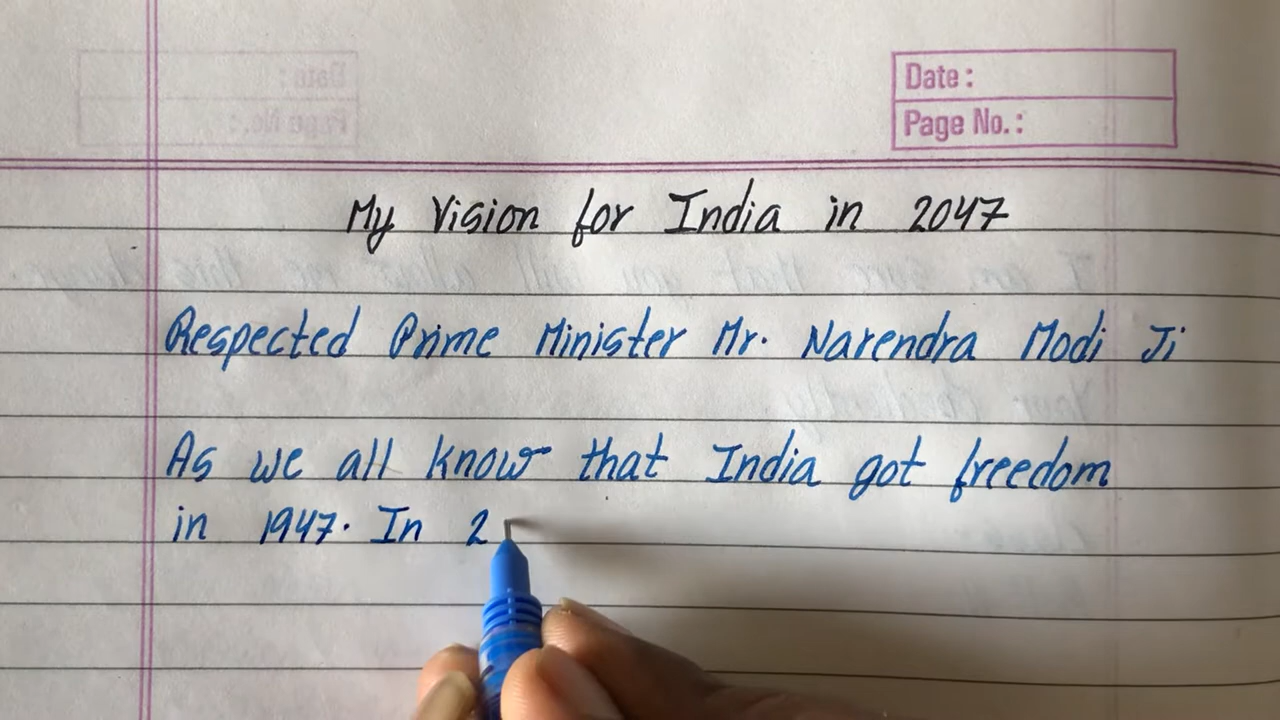 Date :
Page No. :
My Vision for India in 2047
Respected Prime Minister Mr. Narendra Modi Ji
As we all know that India got freedom
in 1947. In 2